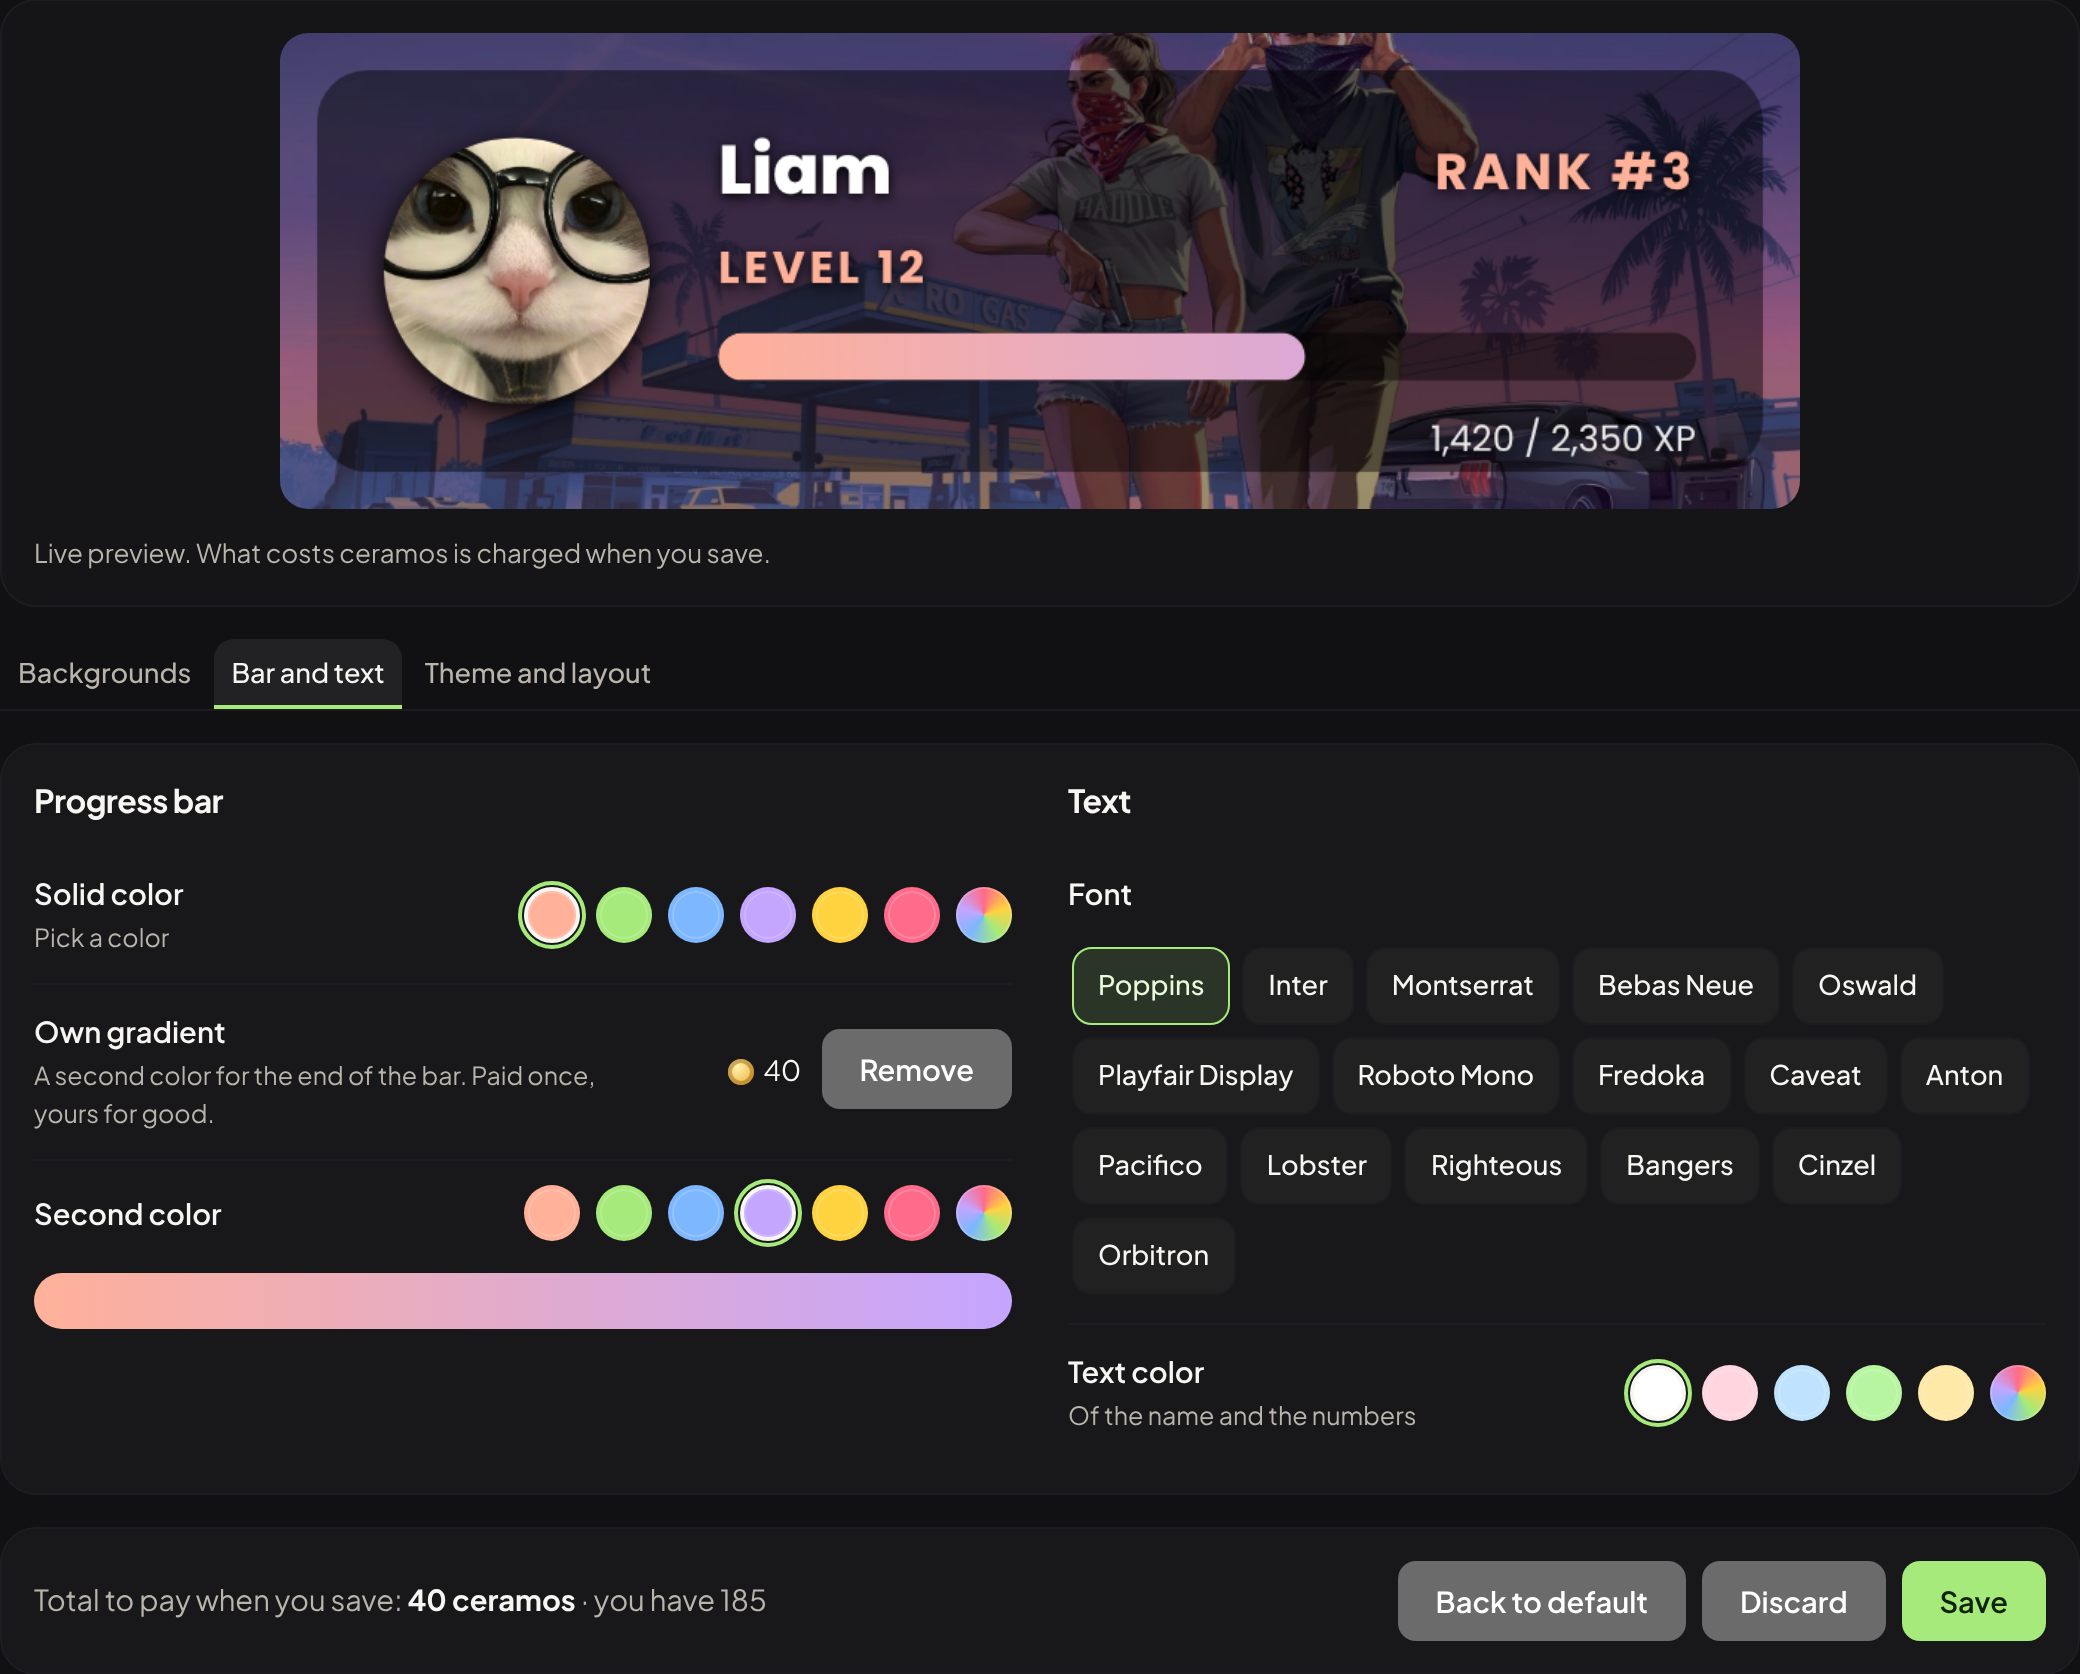 Liam
RANK #3
LEVEL 12
RO GAS
BADDLE
1,420 / 2,350 XP
Live preview. What costs ceramos is charged when you save.
Backgrounds
Bar and text
Theme and layout
Progress bar
Solid color
Pick a color
Own gradient
A second color for the end of the bar. Paid once,
yours for good.
40
Remove
Second color
Text
Font
Poppins
Inter
Montserrat
Bebas Neue
Oswald
Playfair Display
Roboto Mono
Fredoka
Caveat
Anton
Pacifico
Lobster
Righteous
Bangers
Cinzel
Orbitron
Text color
Of the name and the numbers
Total to pay when you save: 40 ceramos · you have 185
Back to default
Discard
Save